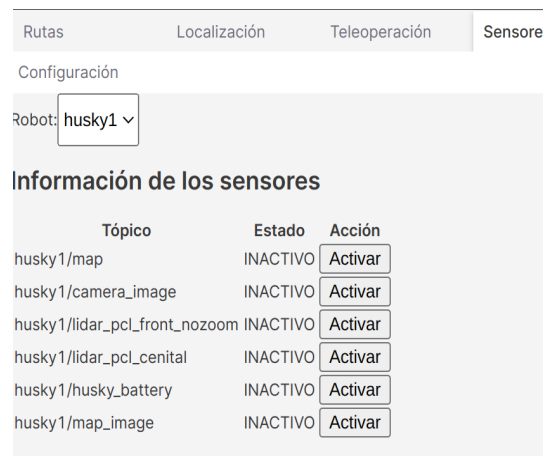 Rutas Localización Teleoperación Sensore
Configuración
Robot: husky1
Información de los sensores
Tópico Estado Acción
husky1/map INACTIVO Activar
husky1/camera_image INACTIVO Activar
husky1/lidar_pcl_front_nozoom INACTIVO Activar
husky1/lidar_pcl_cenital INACTIVO Activar
husky1/husky_battery INACTIVO Activar
husky1/map_image INACTIVO Activar